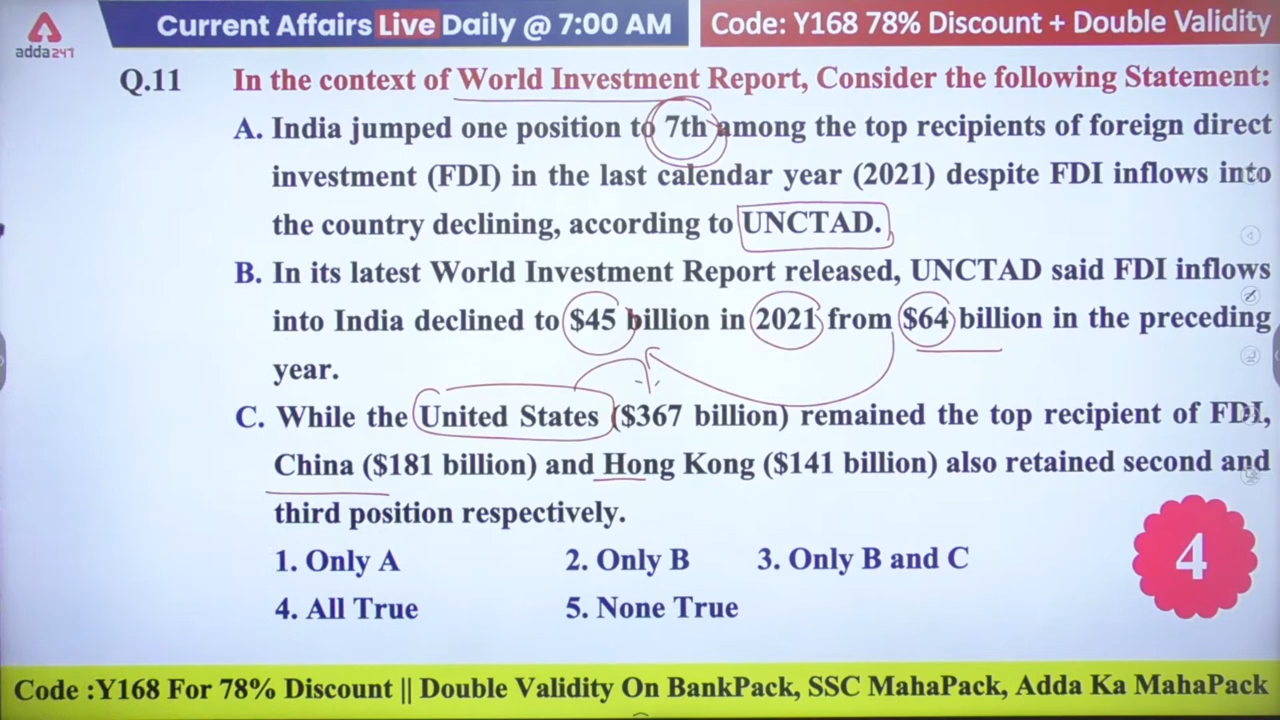 Current Affairs Live Daily @ 7:00 AM
Code: Y168 78% Discount + Double Validity
adda247
Q.11 In the context of World Investment Report, Consider the following Statement:
A. India jumped one position to 7th among the top recipients of foreign direct
investment (FDI) in the last calendar year (2021) despite FDI inflows into
the country declining, according to UNCTAD.
B. In its latest World Investment Report released, UNCTAD said FDI inflows
into India declined to $45 billion in 2021 from $64 billion in the preceding
year.
C. While the United States ($367 billion) remained the top recipient of FDI,
China ($181 billion) and Hong Kong ($141 billion) also retained second and
third position respectively.
1. Only A 2. Only B 3. Only B and C
4. All True 5. None True
4
Code :Y168 For 78% Discount || Double Validity On BankPack, SSC MahaPack, Adda Ka MahaPack